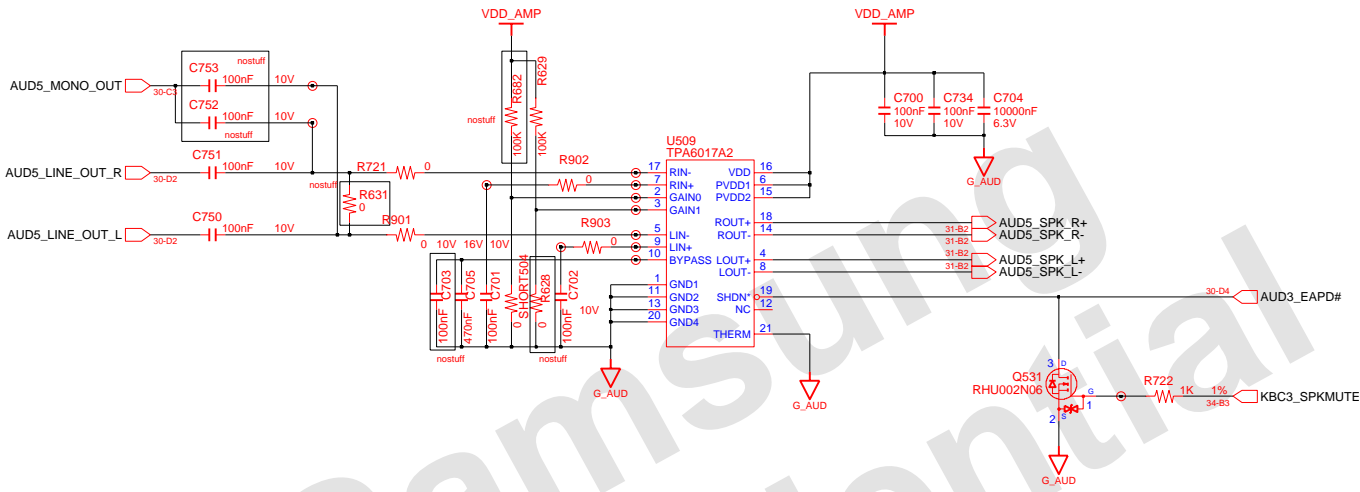 VDD_AMP
VDD_AMP
nostuff
C753
100nF 10V
AUD5_MONO_OUT
30-C3
C752
100nF 10V
nostuff
C751
100nF 10V
AUD5_LINE_OUT_R
30-D2
R721
0
nostuff
R631
0
C750
100nF 10V
AUD5_LINE_OUT_L
30-D2
R901
0 10V 16V 10V
R682
100K
nostuff
R629
100K
R902
0
R903
0
C703
100nF
nostuff
C705
470nF
C701
100nF
SHORT504
0
R628
0
nostuff
C702
100nF
10V
G_AUD
U509
TPA6017A2
17 RIN-
7 RIN+
2 GAIN0
3 GAIN1
5 LIN-
9 LIN+
10 BYPASS
1 GND1
11 GND2
13 GND3
20 GND4
VDD 16
PVDD1 6
PVDD2 15
ROUT+ 18
ROUT- 14
LOUT+ 4
LOUT- 8
SHDN* 19
NC 12
THERM 21
G_AUD
C700
100nF
10V
C734
100nF
10V
C704
10000nF
6.3V
G_AUD
31-B2 AUD5_SPK_R+
31-B2 AUD5_SPK_R-
31-B2 AUD5_SPK_L+
31-B2 AUD5_SPK_L-
30-D4 AUD3_EAPD#
3 D
Q531
RHU002N06
G
1
2 S
R722
1K 1%
34-B3
KBC3_SPKMUTE
G_AUD
Samsung